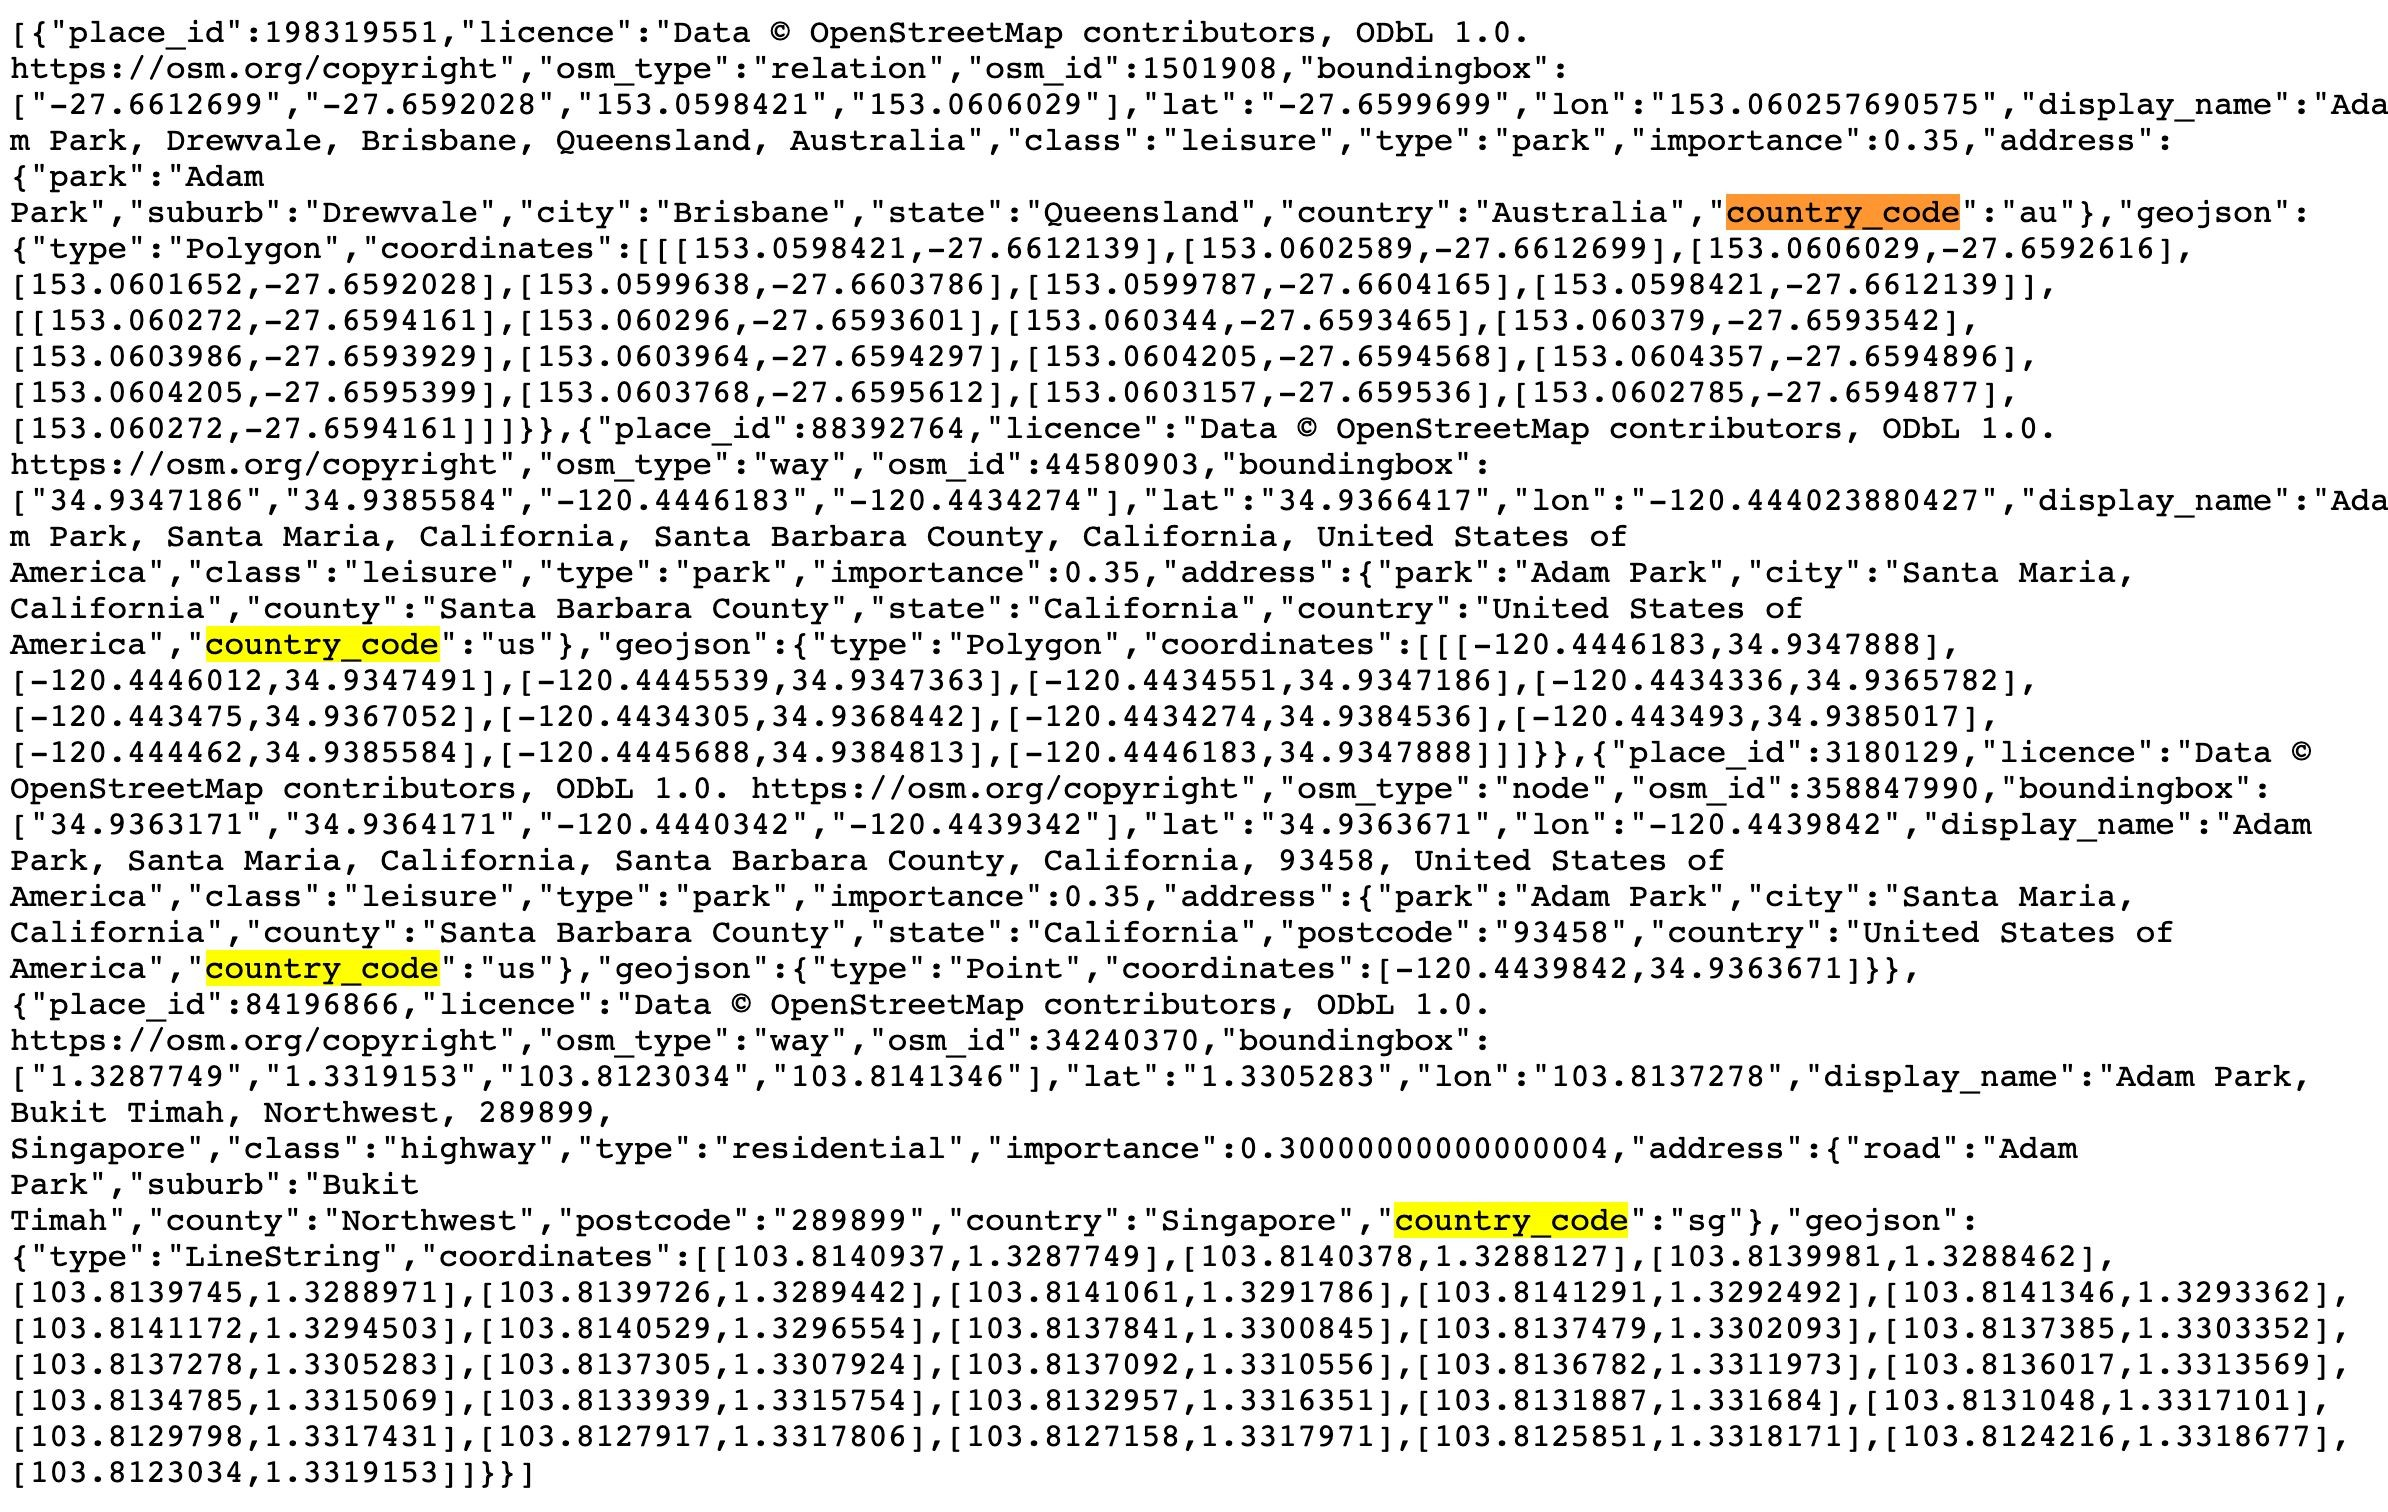 [{"place_id":198319551,"licence":"Data © OpenStreetMap contributors, ODbL 1.0.
https://osm.org/copyright","osm_type":"relation","osm_id":1501908,"boundingbox":
["-27.6612699","-27.6592028","153.0598421","153.0606029"],"lat":"-27.6599699","lon":"153.060257690575","display_name":"Ada
m Park, Drewvale, Brisbane, Queensland, Australia","class":"leisure","type":"park","importance":0.35,"address":
{"park":"Adam
Park","suburb":"Drewvale","city":"Brisbane","state":"Queensland","country":"Australia","country_code":"au"},"geojson":
{"type":"Polygon","coordinates":[[[153.0598421,-27.6612139],[153.0602589,-27.6612699],[153.0606029,-27.6592616],
[153.0601652,-27.6592028],[153.0599638,-27.6603786],[153.0599787,-27.6604165],[153.0598421,-27.6612139]],
[[153.060272,-27.6594161],[153.060296,-27.6593601],[153.060344,-27.6593465],[153.060379,-27.6593542],
[153.0603986,-27.6593929],[153.0603964,-27.6594297],[153.0604205,-27.6594568],[153.0604357,-27.6594896],
[153.0604205,-27.6595399],[153.0603768,-27.6595612],[153.0603157,-27.659536],[153.0602785,-27.6594877],
[153.060272,-27.6594161]]]}},{"place_id":88392764,"licence":"Data © OpenStreetMap contributors, ODbL 1.0.
https://osm.org/copyright","osm_type":"way","osm_id":44580903,"boundingbox":
["34.9347186","34.9385584","-120.4446183","-120.4434274"],"lat":"34.9366417","lon":"-120.444023880427","display_name":"Ada
m Park, Santa Maria, California, Santa Barbara County, California, United States of
America","class":"leisure","type":"park","importance":0.35,"address":{"park":"Adam Park","city":"Santa Maria,
California","county":"Santa Barbara County","state":"California","country":"United States of
America","country_code":"us"},"geojson":{"type":"Polygon","coordinates":[[[-120.4446183,34.9347888],
[-120.4446012,34.9347491],[-120.4445539,34.9347363],[-120.4434551,34.9347186],[-120.4434336,34.9365782],
[-120.443475,34.9367052],[-120.4434305,34.9368442],[-120.4434274,34.9384536],[-120.443493,34.9385017],
[-120.444462,34.9385584],[-120.4445688,34.9384813],[-120.4446183,34.9347888]]]}},{"place_id":3180129,"licence":"Data ©
OpenStreetMap contributors, ODbL 1.0. https://osm.org/copyright","osm_type":"node","osm_id":358847990,"boundingbox":
["34.9363171","34.9364171","-120.4440342","-120.4439342"],"lat":"34.9363671","lon":"-120.4439842","display_name":"Adam
Park, Santa Maria, California, Santa Barbara County, California, 93458, United States of
America","class":"leisure","type":"park","importance":0.35,"address":{"park":"Adam Park","city":"Santa Maria,
California","county":"Santa Barbara County","state":"California","postcode":"93458","country":"United States of
America","country_code":"us"},"geojson":{"type":"Point","coordinates":[-120.4439842,34.9363671]}},
{"place_id":84196866,"licence":"Data © OpenStreetMap contributors, ODbL 1.0.
https://osm.org/copyright","osm_type":"way","osm_id":34240370,"boundingbox":
["1.3287749","1.3319153","103.8123034","103.8141346"],"lat":"1.3305283","lon":"103.8137278","display_name":"Adam Park,
Bukit Timah, Northwest, 289899,
Singapore","class":"highway","type":"residential","importance":0.30000000000000004,"address":{"road":"Adam
Park","suburb":"Bukit
Timah","county":"Northwest","postcode":"289899","country":"Singapore","country_code":"sg"},"geojson":
{"type":"LineString","coordinates":[[103.8140937,1.3287749],[103.8140378,1.3288127],[103.8139981,1.3288462],
[103.8139745,1.3288971],[103.8139726,1.3289442],[103.8141061,1.3291786],[103.8141291,1.3292492],[103.8141346,1.3293362],
[103.8141172,1.3294503],[103.8140529,1.3296554],[103.8137841,1.3300845],[103.8137479,1.3302093],[103.8137385,1.3303352],
[103.8137278,1.3305283],[103.8137305,1.3307924],[103.8137092,1.3310556],[103.8136782,1.3311973],[103.8136017,1.3313569],
[103.8134785,1.3315069],[103.8133939,1.3315754],[103.8132957,1.3316351],[103.8131887,1.331684],[103.8131048,1.3317101],
[103.8129798,1.3317431],[103.8127917,1.3317806],[103.8127158,1.3317971],[103.8125851,1.3318171],[103.8124216,1.3318677],
[103.8123034,1.3319153]]}}]